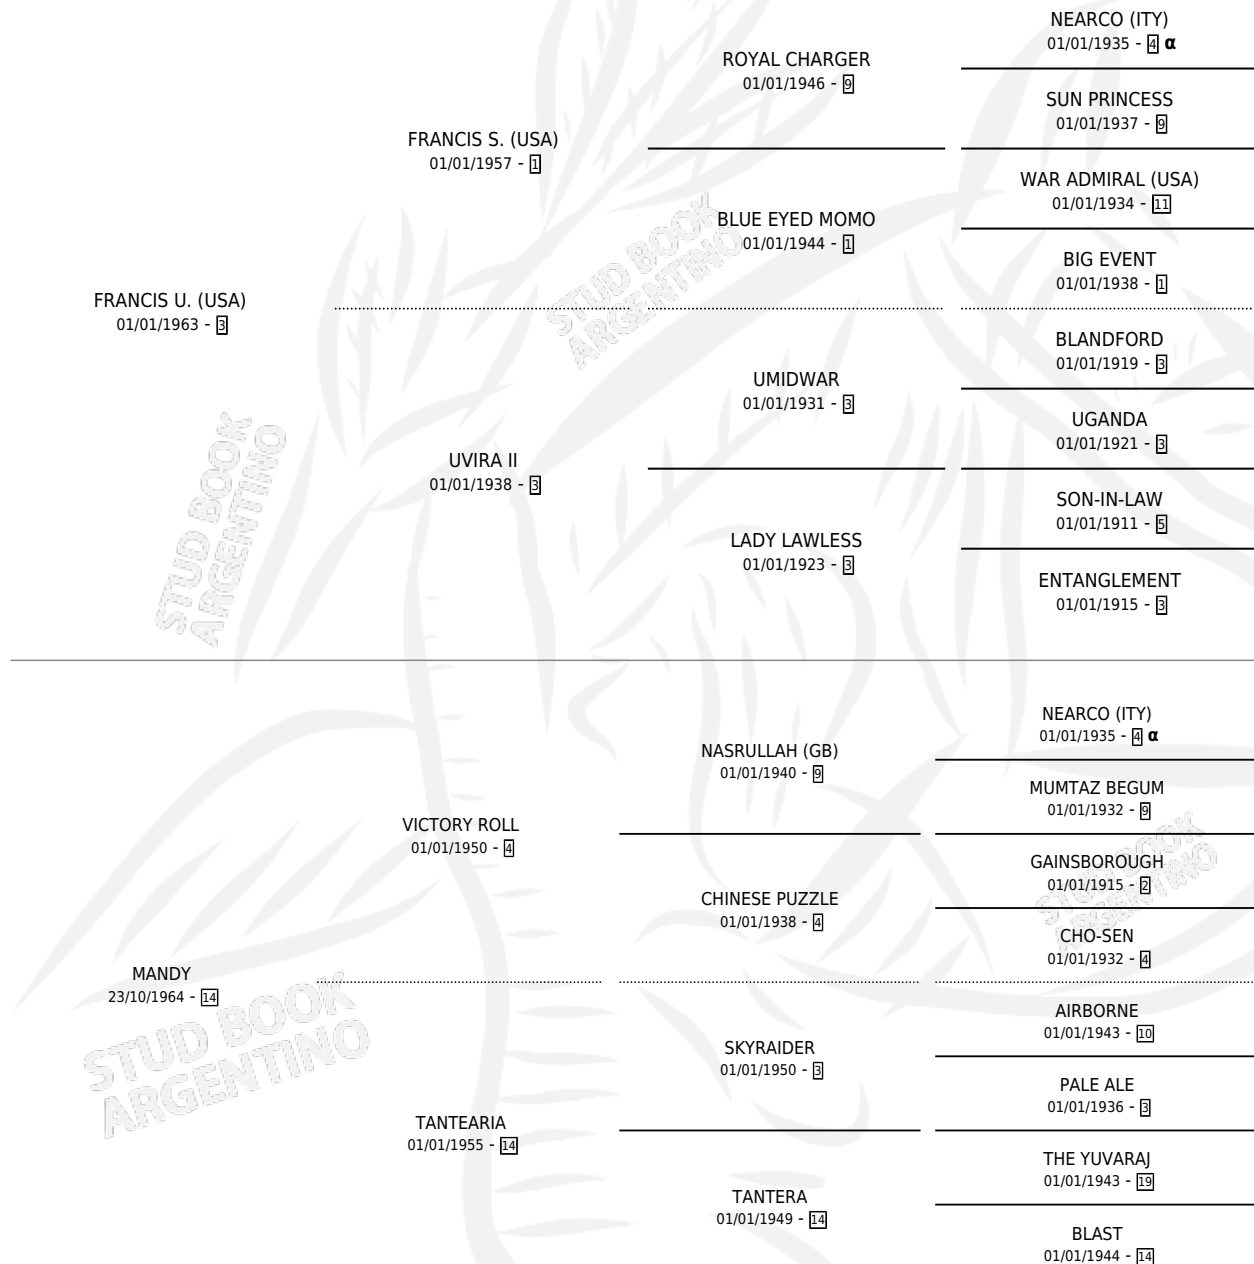 NEARCO (ITY)
01/01/1935 - 4 α
ROYAL CHARGER
01/01/1946 - 9
SUN PRINCESS
01/01/1937 - 9
FRANCIS S. (USA)
01/01/1957 - 1
WAR ADMIRAL (USA)
01/01/1934 - 11
BLUE EYED MOMO
01/01/1944 - 1
BIG EVENT
01/01/1938 - 1
FRANCIS U. (USA)
01/01/1963 - 3
STUD BOOK
ARGENTINO
BLANDFORD
01/01/1919 - 3
UMIDWAR
01/01/1931 - 3
UGANDA
01/01/1921 - 3
UVIRA II
01/01/1938 - 3
SON-IN-LAW
01/01/1911 - 5
LADY LAWLESS
01/01/1923 - 3
ENTANGLEMENT
01/01/1915 - 3
STUD BOOK
ARGENTINO
NEARCO (ITY)
01/01/1935 - 4 α
NASRULLAH (GB)
01/01/1940 - 9
MUMTAZ BEGUM
01/01/1932 - 9
VICTORY ROLL
01/01/1950 - 4
GAINSBOROUGH
01/01/1915 - 2
CHINESE PUZZLE
01/01/1938 - 4
STUD BOOK
ARGENTINO
CHO-SEN
01/01/1932 - 4
MANDY
23/10/1964 - 14
AIRBORNE
01/01/1943 - 10
SKYRAIDER
01/01/1950 - 3
PALE ALE
01/01/1936 - 3
STUD BOOK
ARGENTINO
TANTEARIA
01/01/1955 - 14
THE YUVARAJ
01/01/1943 - 19
TANTERA
01/01/1949 - 14
BLAST
01/01/1944 - 14